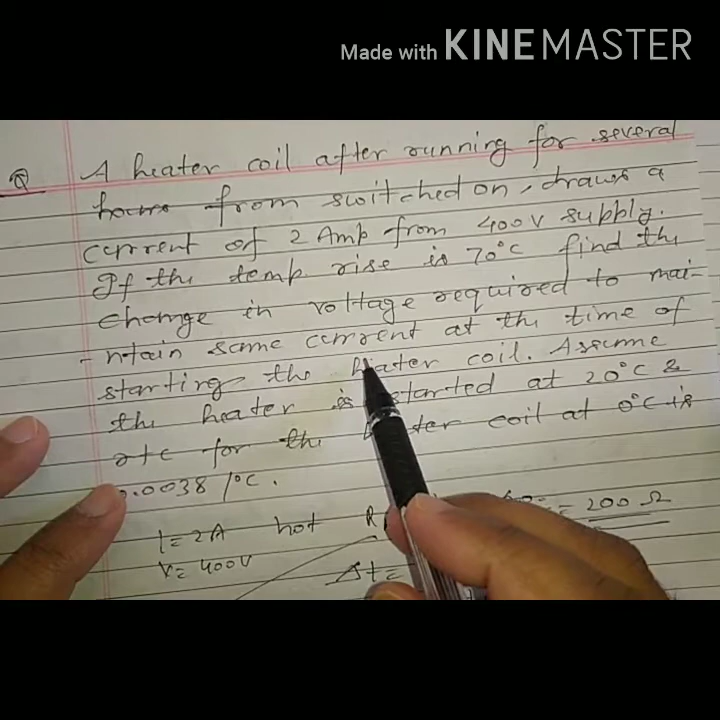 Made with KINEMASTER
Q A heater coil after running for several
hours from switched on, draws a
current of 2 Amp from 400V supply.
If the temp rise is 70°C find the
change in voltage required to mai-
-ntain same current at the time of
starting the heater coil. Assume
the heater is started at 20°C &
rtc for the coil at 0°C is
.0038 /°C.
I = 2A hot R = 200 Ω
V = 400V Δt =